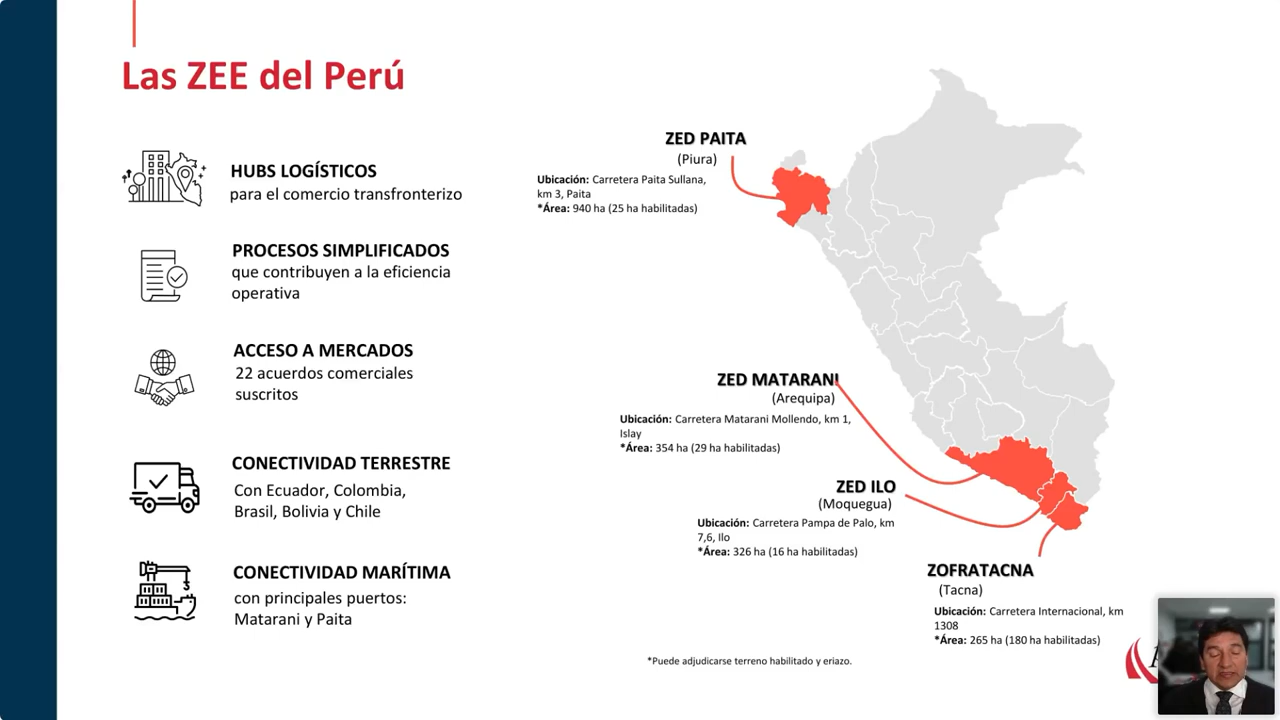 Las ZEE del Perú
HUBS LOGÍSTICOS
para el comercio transfronterizo
PROCESOS SIMPLIFICADOS
que contribuyen a la eficiencia
operativa
ACCESO A MERCADOS
22 acuerdos comerciales
suscritos
CONECTIVIDAD TERRESTRE
Con Ecuador, Colombia,
Brasil, Bolivia y Chile
CONECTIVIDAD MARÍTIMA
con principales puertos:
Matarani y Paita
ZED PAITA
(Piura)
Ubicación: Carretera Paita Sullana,
km 3, Paita
*Área: 940 ha (25 ha habilitadas)
ZED MATARANI
(Arequipa)
Ubicación: Carretera Matarani Mollendo, km 1,
Islay
*Área: 354 ha (29 ha habilitadas)
ZED ILO
(Moquegua)
Ubicación: Carretera Pampa de Palo, km
7,6, Ilo
*Área: 326 ha (16 ha habilitadas)
ZOFRATACNA
(Tacna)
Ubicación: Carretera Internacional, km
1308
*Área: 265 ha (180 ha habilitadas)
*Puede adjudicarse terreno habilitado y eriazo.